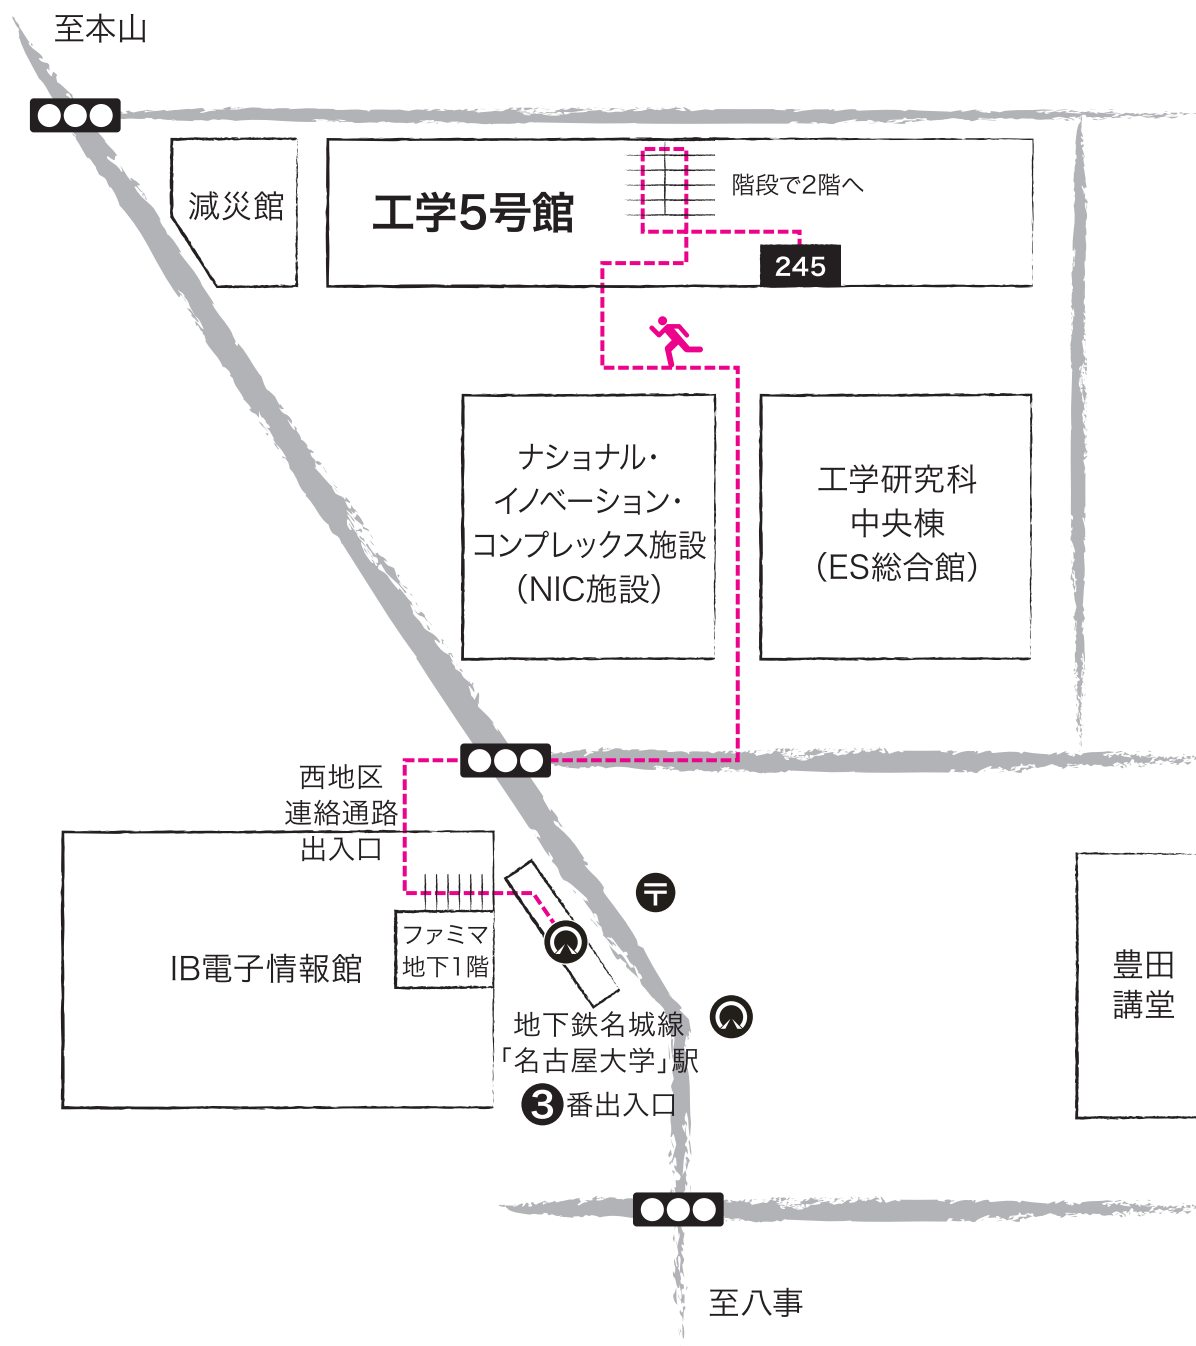 至本山
減災館
工学5号館
階段で2階へ
245
ナショナル・
イノベーション・
コンプレックス施設
（NIC施設）
工学研究科
中央棟
（ES総合館）
西地区
連絡通路
出入口
IB電子情報館
ファミマ
地下1階
〒
地下鉄名城線
「名古屋大学」駅
3番出入口
豊田
講堂
至八事